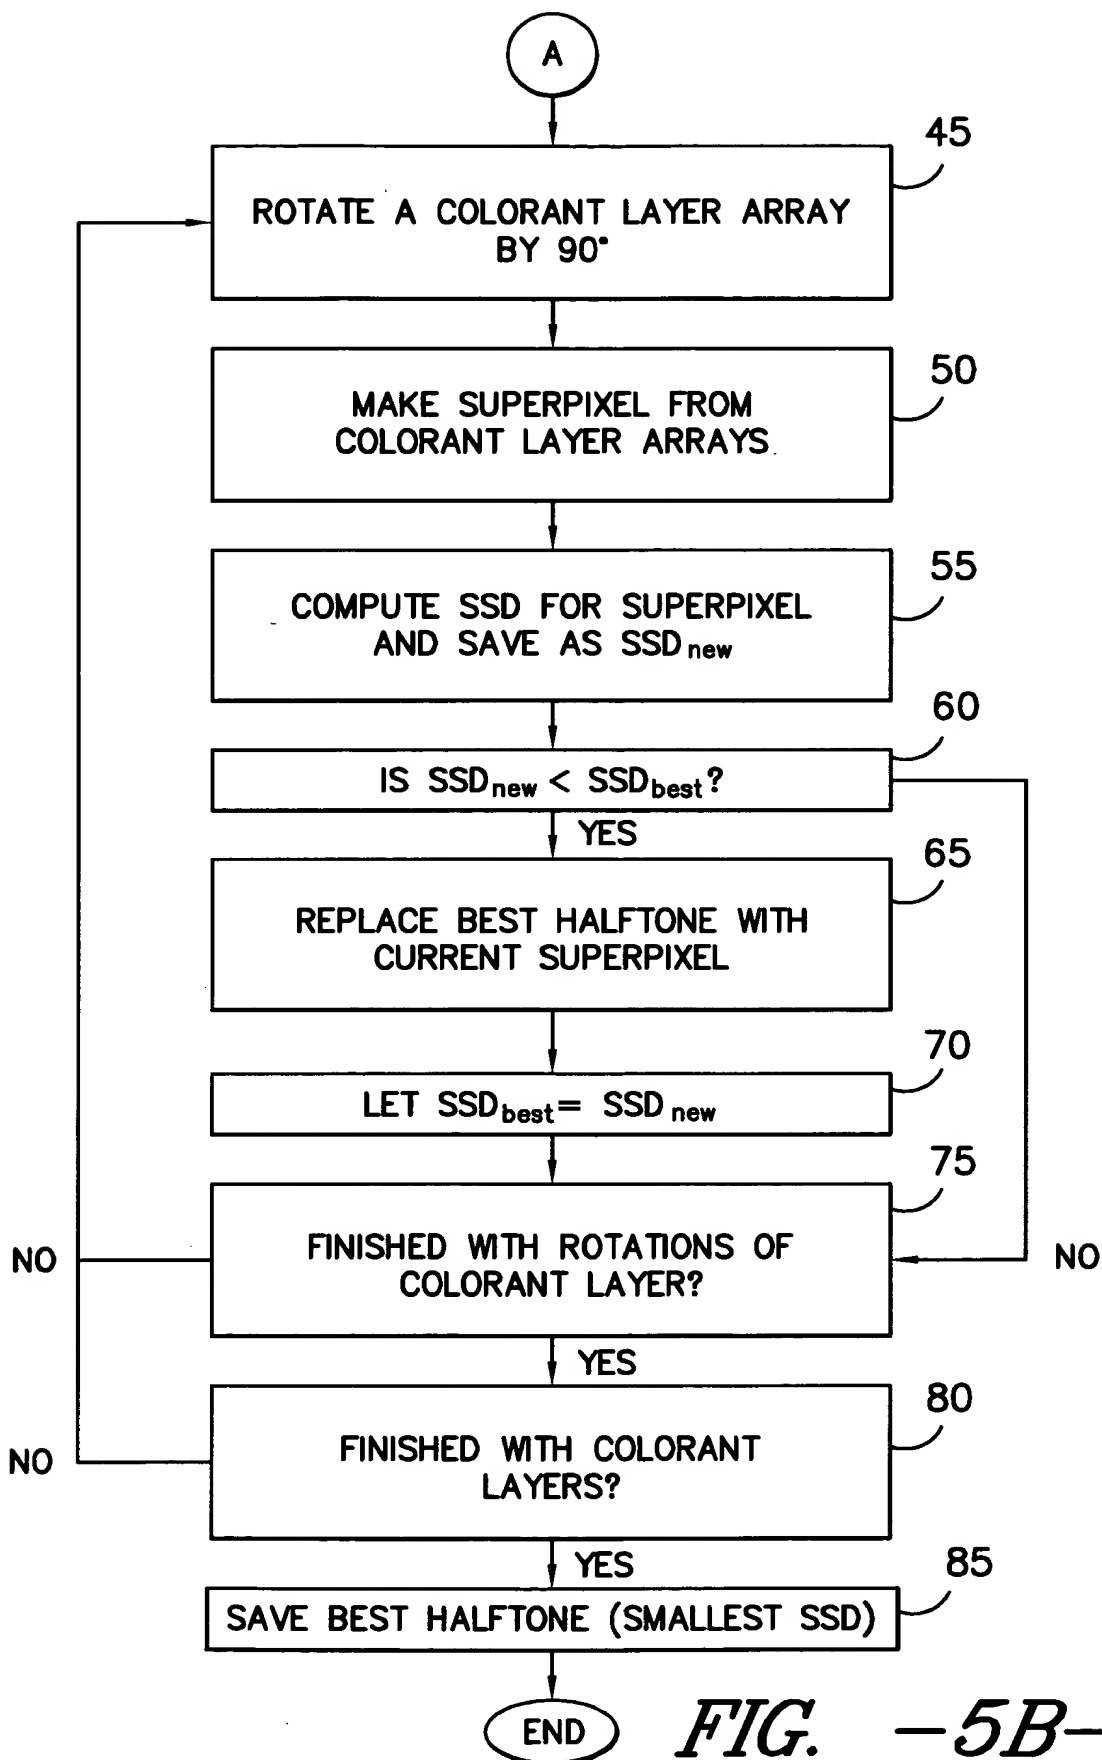 A
45
ROTATE A COLORANT LAYER ARRAY
BY 90°
50
MAKE SUPERPIXEL FROM
COLORANT LAYER ARRAYS
55
COMPUTE SSD FOR SUPERPIXEL
AND SAVE AS SSDnew
60
IS SSDnew < SSDbest?
YES
65
REPLACE BEST HALFTONE WITH
CURRENT SUPERPIXEL
70
LET SSDbest= SSDnew
75
NO
FINISHED WITH ROTATIONS OF
COLORANT LAYER?
NO
YES
80
NO
FINISHED WITH COLORANT
LAYERS?
YES
85
SAVE BEST HALFTONE (SMALLEST SSD)
END
FIG. -5B-